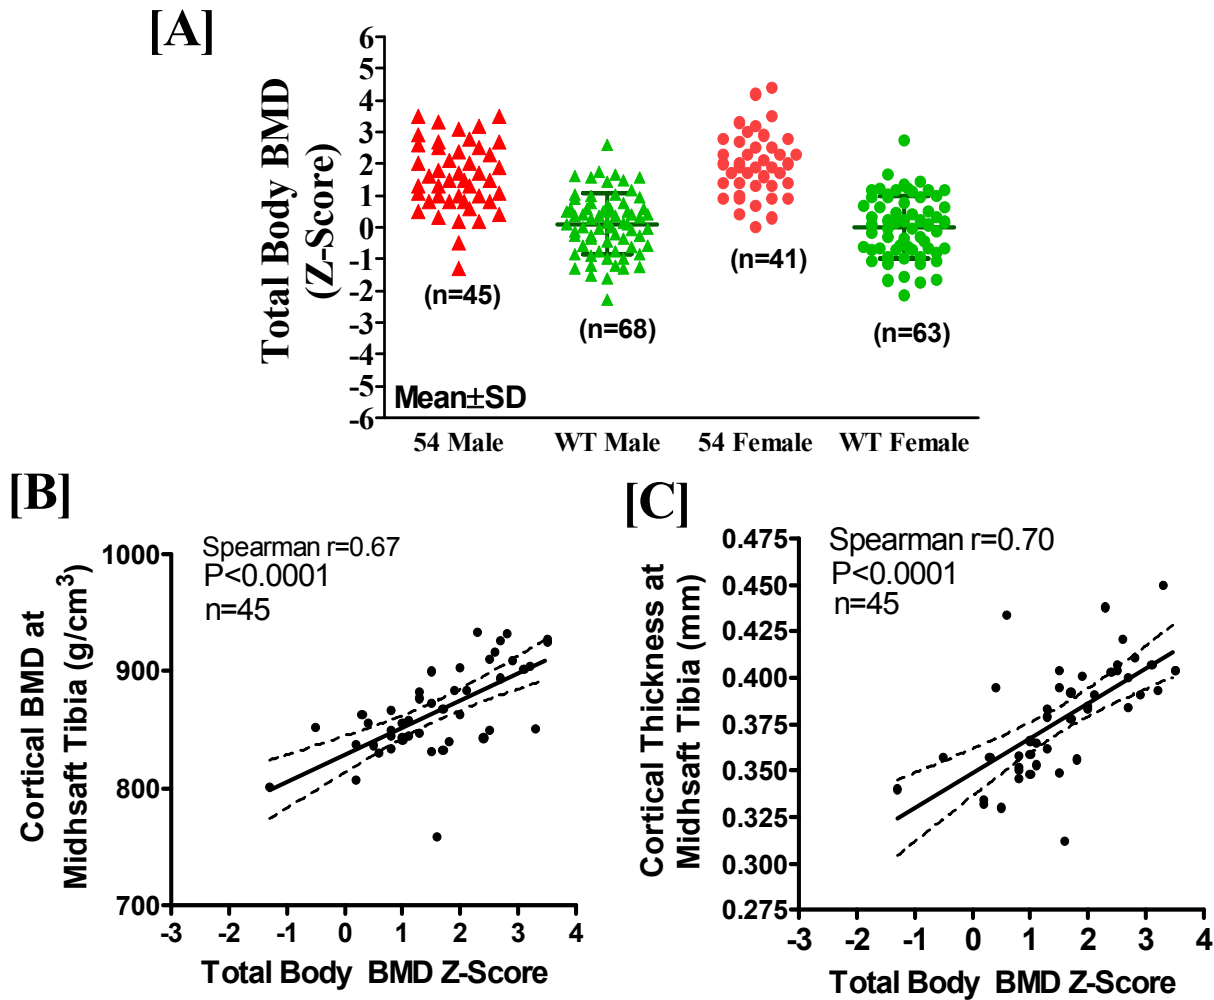 [A]
Total Body BMD
(Z-Score)
6
5
4
3
2
1
0
-1
-2
-3
-4
-5
-6
(n=45)
(n=68)
(n=41)
(n=63)
Mean±SD
54 Male WT Male 54 Female WT Female
[B]
Spearman r=0.67
P<0.0001
n=45
Cortical BMD at
Midhsaft Tibia (g/cm³)
1000
900
800
700
-3 -2 -1 0 1 2 3 4
Total Body BMD Z-Score
[C]
Spearman r=0.70
P<0.0001
n=45
Cortical Thickness at
Midhsaft Tibia (mm)
0.475
0.450
0.425
0.400
0.375
0.350
0.325
0.300
0.275
-3 -2 -1 0 1 2 3 4
Total Body BMD Z-Score